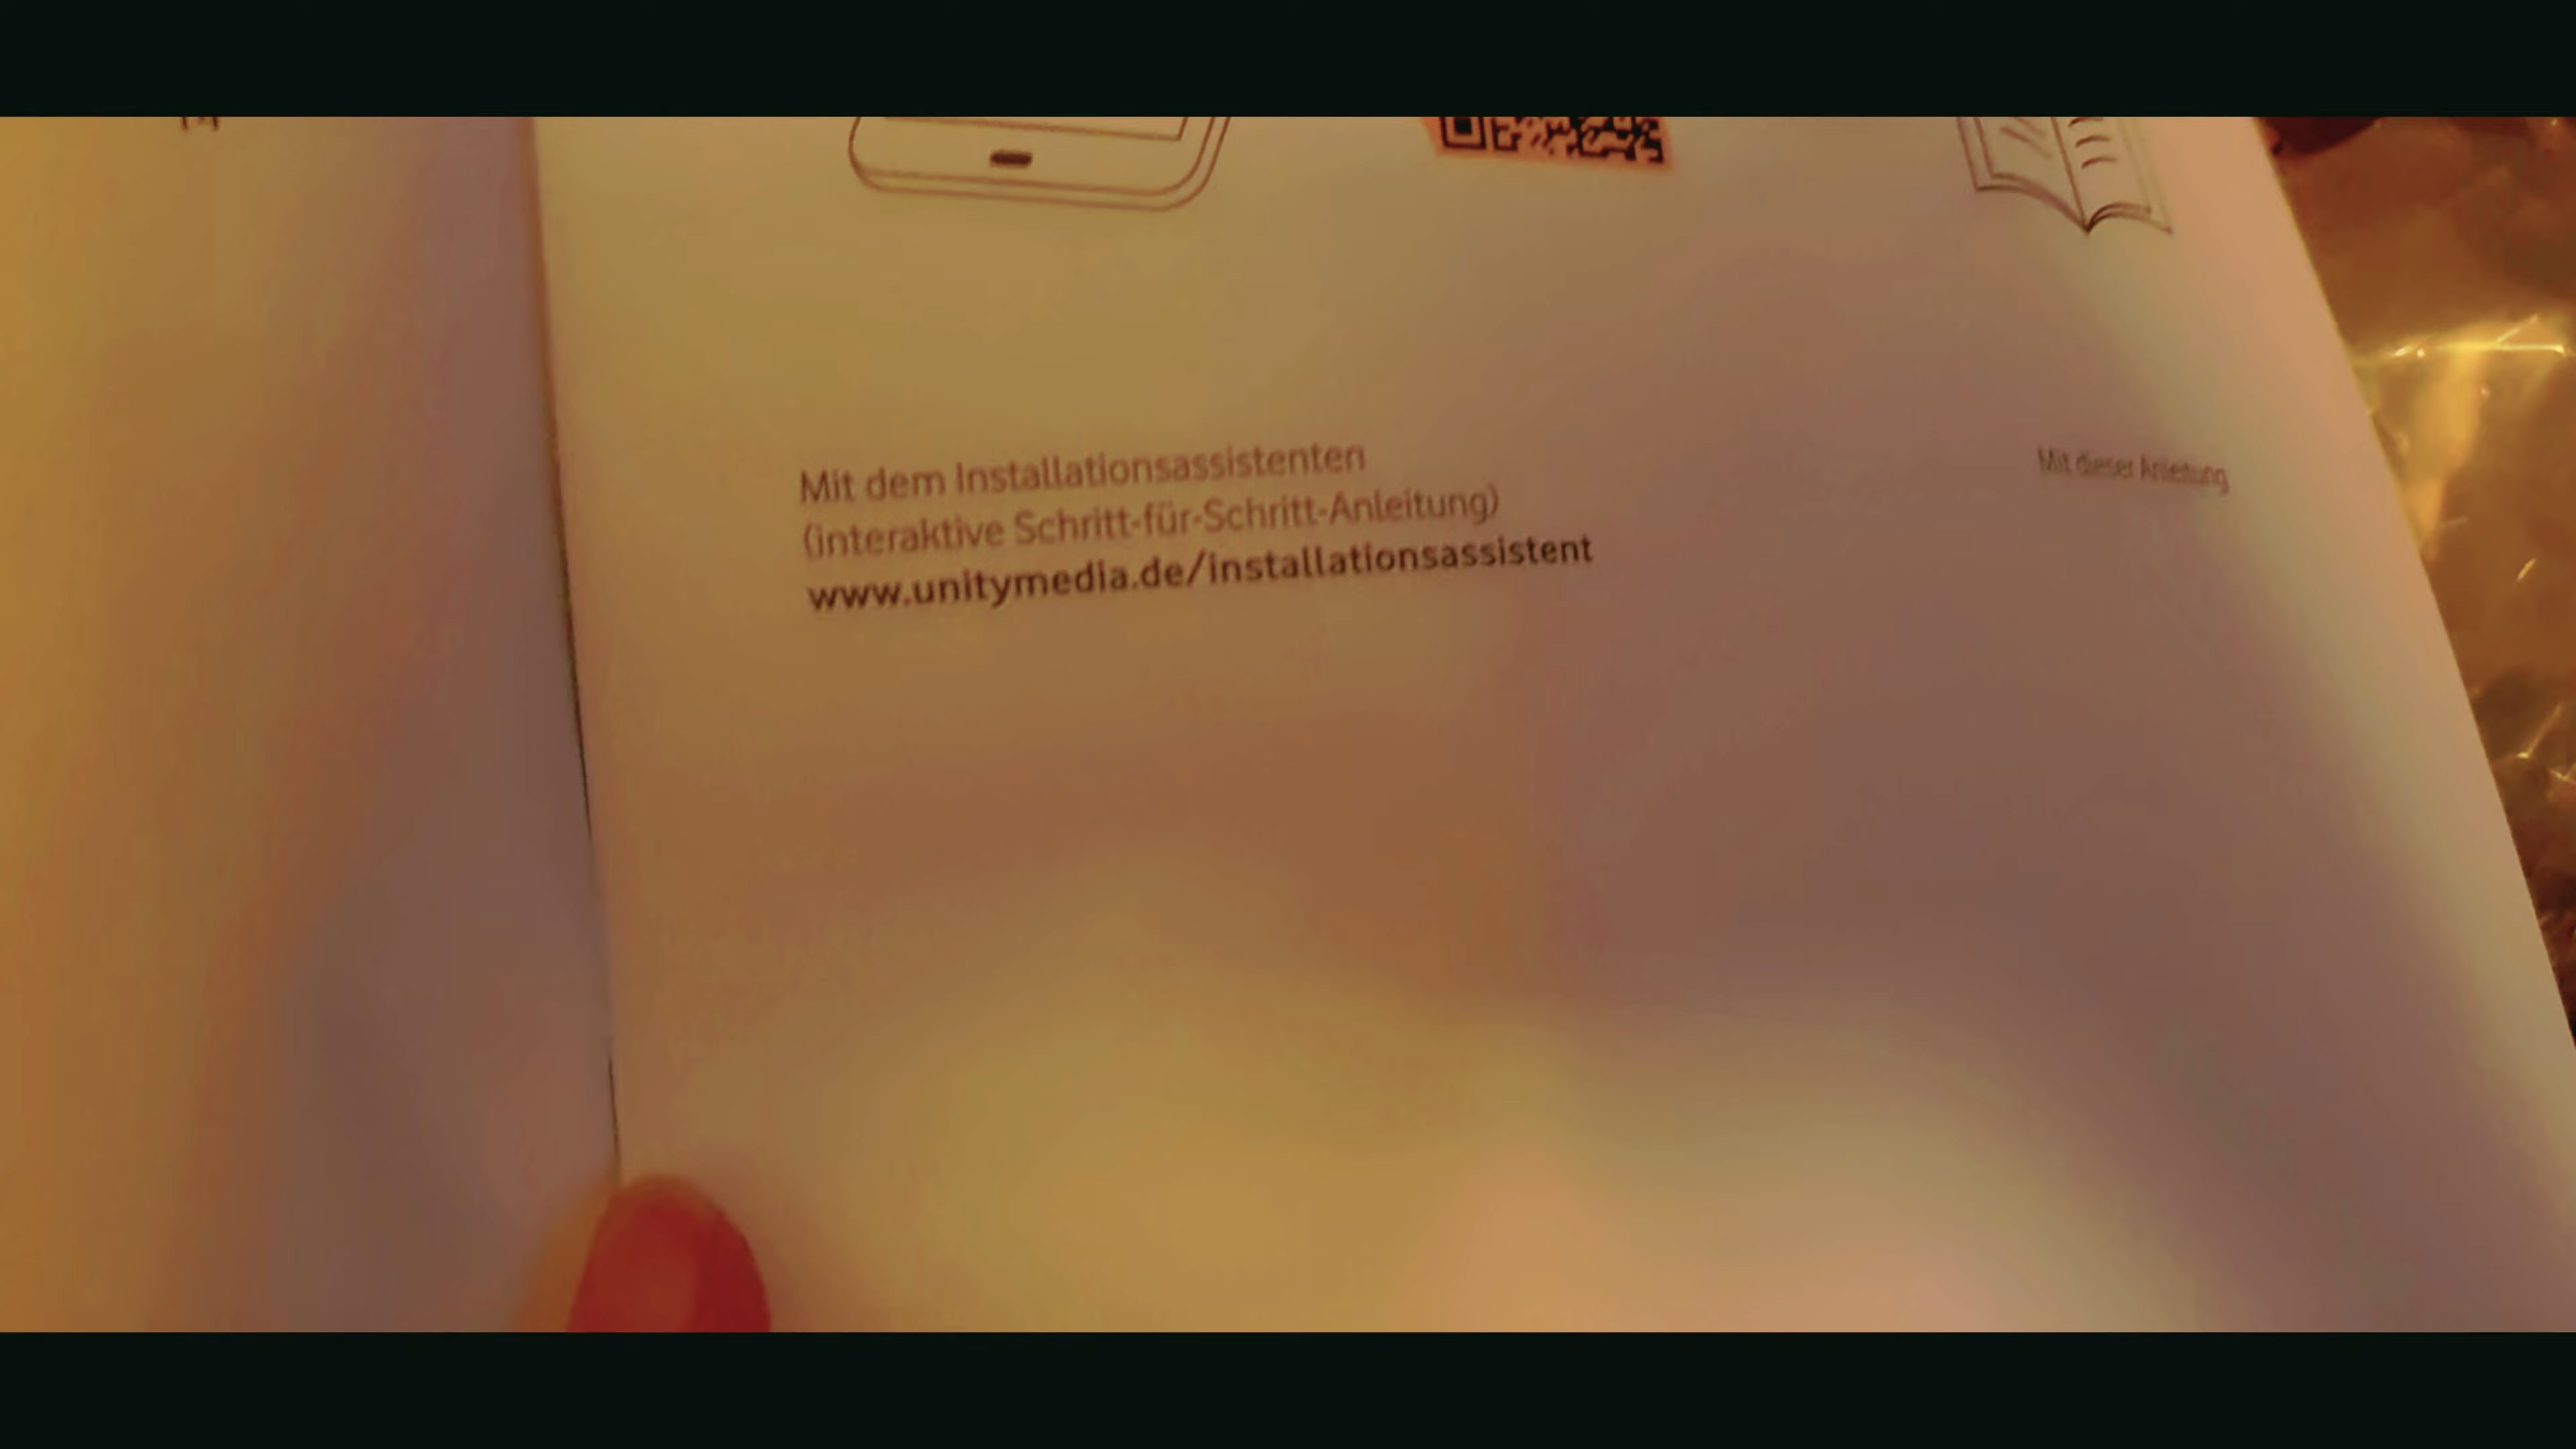 Mit dem Installationsassistenten
(interaktive Schritt-für-Schritt-Anleitung)
www.unitymedia.de/installationsassistent
Mit dieser Anleitung